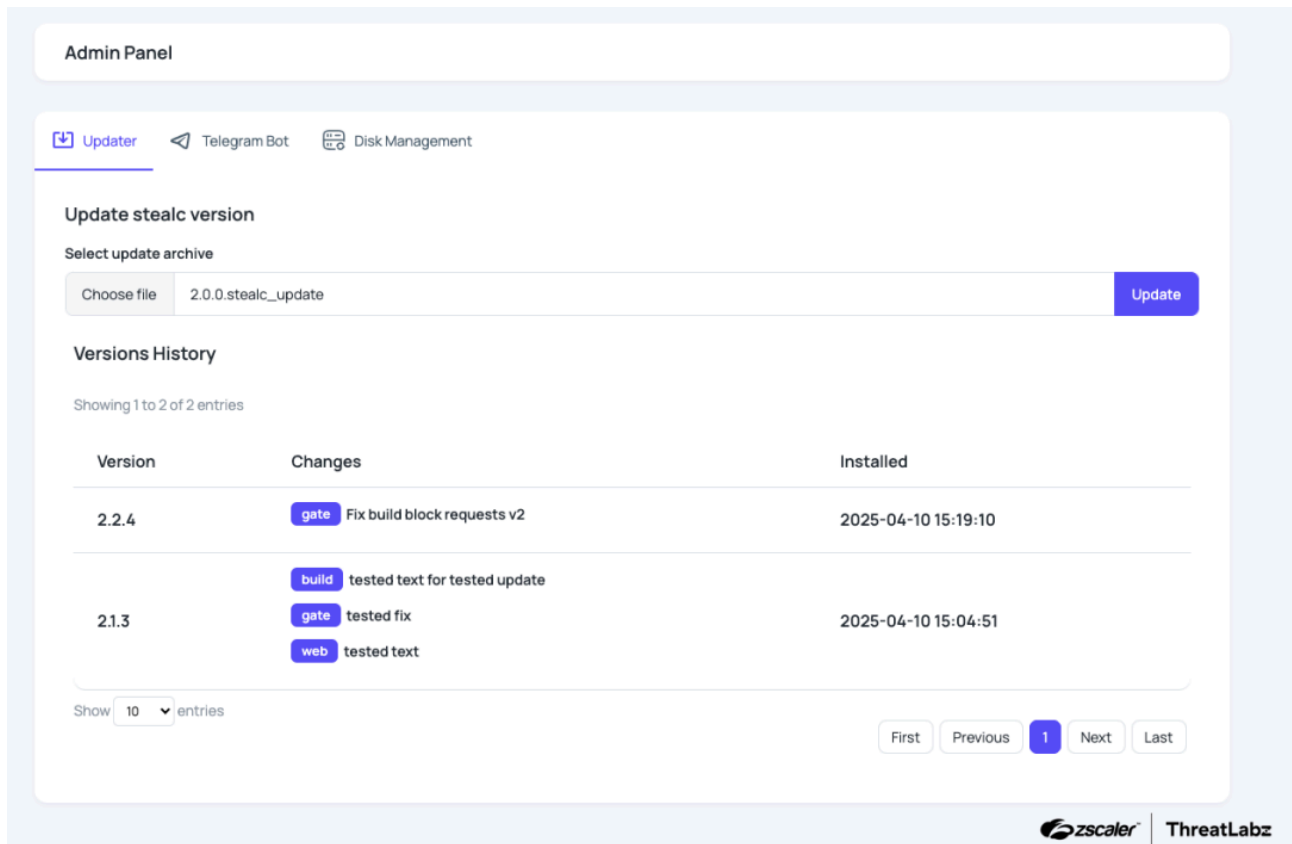 Admin Panel
Updater Telegram Bot Disk Management
Update stealc version
Select update archive
Choose file 2.0.0.stealc_update Update
Versions History
Showing 1 to 2 of 2 entries
Version Changes Installed
2.2.4 gate Fix build block requests v2 2025-04-10 15:19:10
build tested text for tested update
2.1.3 gate tested fix 2025-04-10 15:04:51
web tested text
Show 10 entries
First Previous 1 Next Last
zscaler™ ThreatLabz